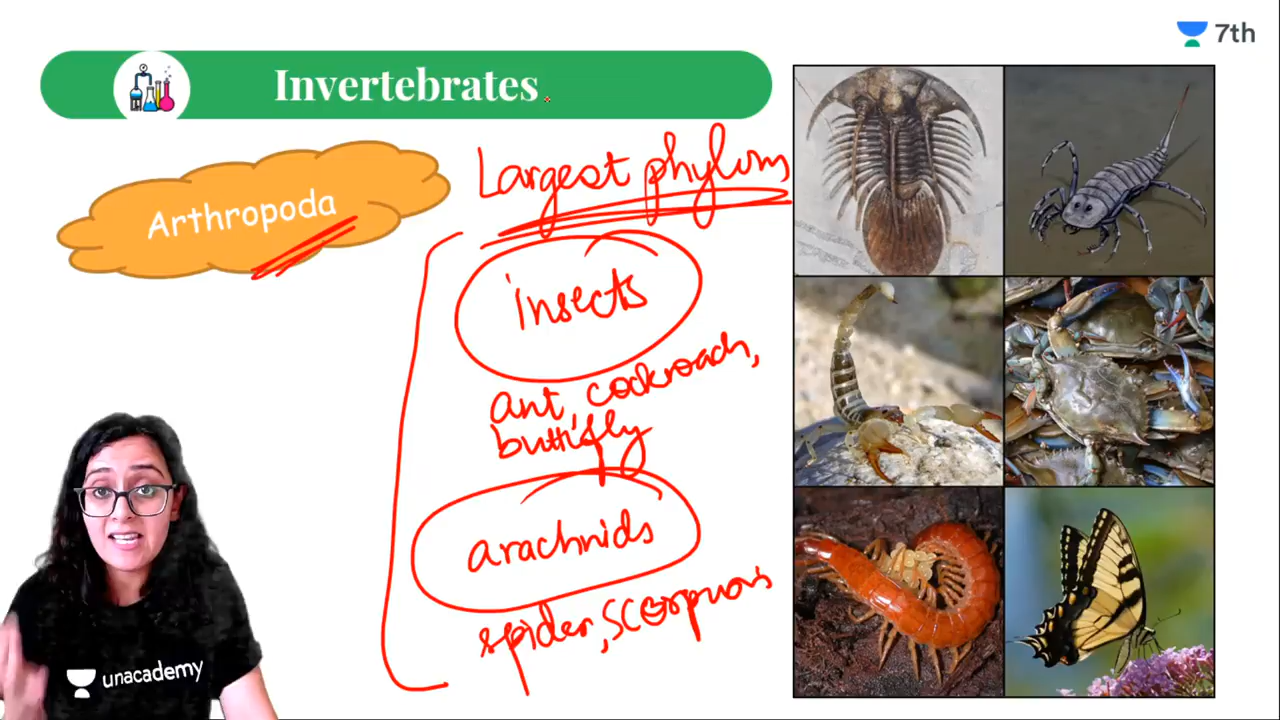 7th
Invertebrates
Largest phylum
Arthropoda
insects
ant, cockroach,
butterfly
arachnids
spider, Scorpions
unacademy